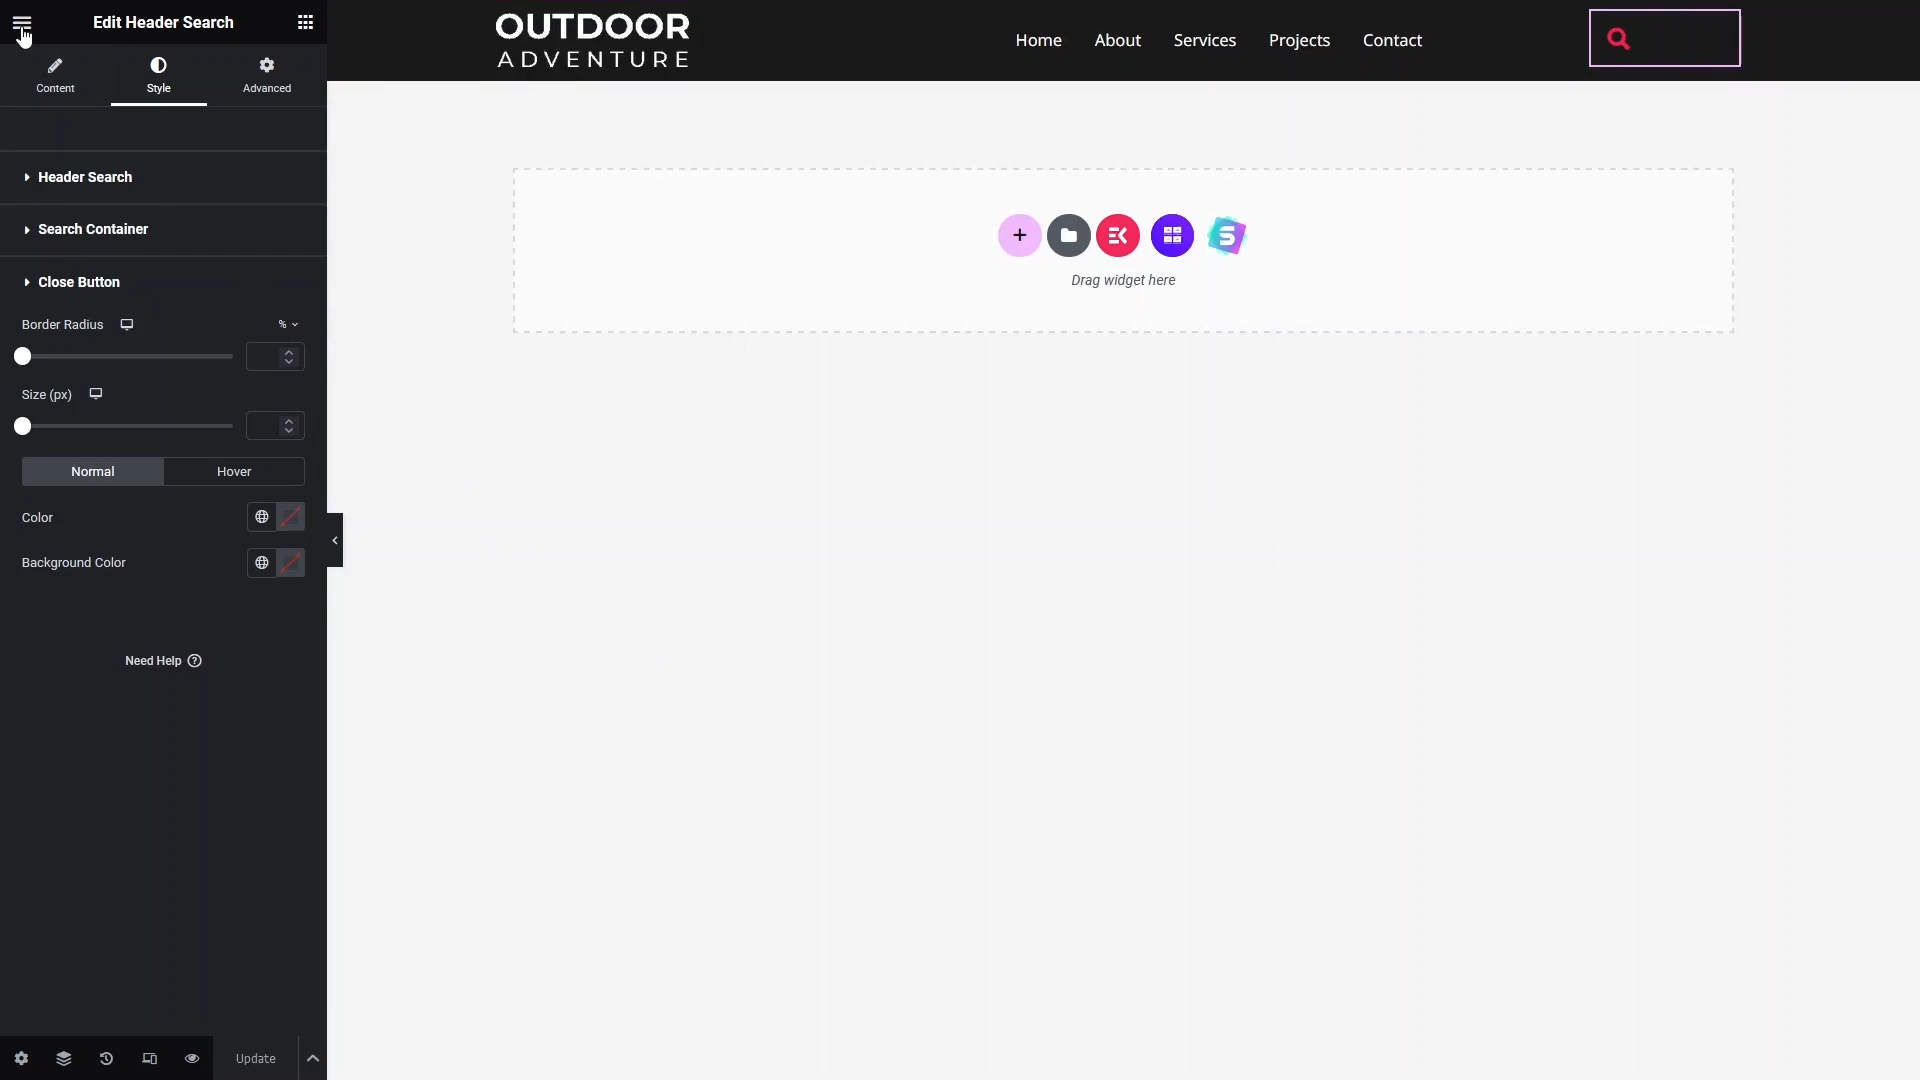 Edit Header Search
Content
Style
Advanced
Header Search
Search Container
Close Button
Border Radius
%
Size (px)
Normal
Hover
Color
Background Color
Need Help
Update
OUTDOOR
ADVENTURE
Home
About
Services
Projects
Contact
Drag widget here